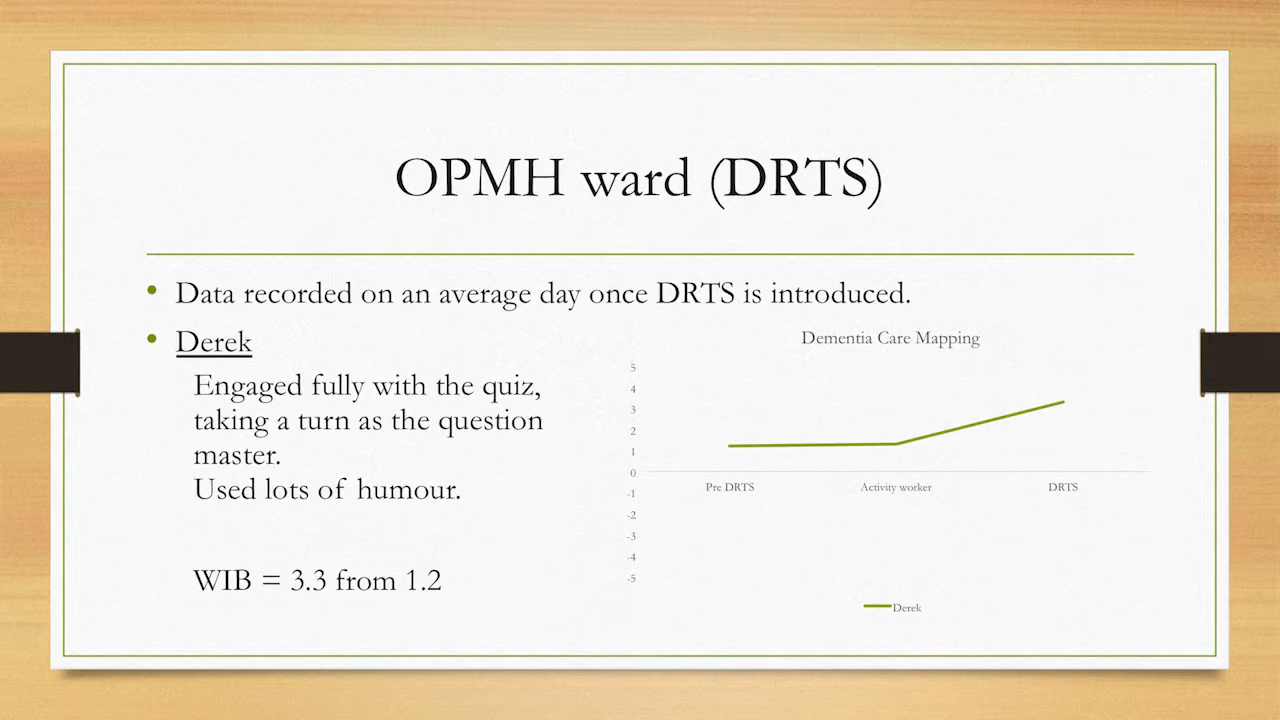 OPMH ward (DRTS)
• Data recorded on an average day once DRTS is introduced.
• Derek
Engaged fully with the quiz,
taking a turn as the question
master.
Used lots of humour.
WIB = 3.3 from 1.2
Dementia Care Mapping
5
4
3
2
1
0
-1
-2
-3
-4
-5
Pre DRTS
Activity worker
DRTS
Derek